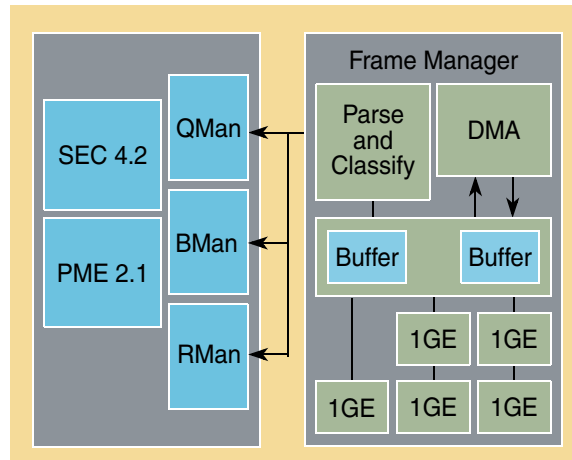 SEC 4.2
PME 2.1
QMan
BMan
RMan
Frame Manager
Parse
and
Classify
DMA
Buffer
Buffer
1GE
1GE
1GE
1GE
1GE